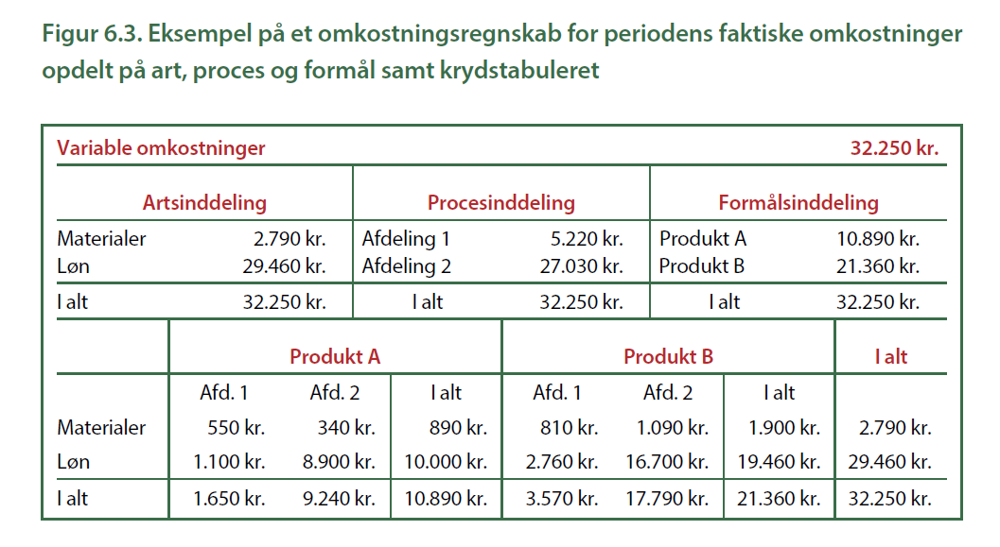 Figur 6.3. Eksempel på et omkostningsregnskab for periodens faktiske omkostninger
opdelt på art, proces og formål samt krydstabuleret
Variable omkostninger 32.250 kr.
Artsinddeling Procesinddeling Formålsinddeling
Materialer 2.790 kr. Afdeling 1 5.220 kr. Produkt A 10.890 kr.
Løn 29.460 kr. Afdeling 2 27.030 kr. Produkt B 21.360 kr.
I alt 32.250 kr. I alt 32.250 kr. I alt 32.250 kr.
Produkt A Produkt B I alt
Afd. 1 Afd. 2 I alt Afd. 1 Afd. 2 I alt
Materialer 550 kr. 340 kr. 890 kr. 810 kr. 1.090 kr. 1.900 kr. 2.790 kr.
Løn 1.100 kr. 8.900 kr. 10.000 kr. 2.760 kr. 16.700 kr. 19.460 kr. 29.460 kr.
I alt 1.650 kr. 9.240 kr. 10.890 kr. 3.570 kr. 17.790 kr. 21.360 kr. 32.250 kr.